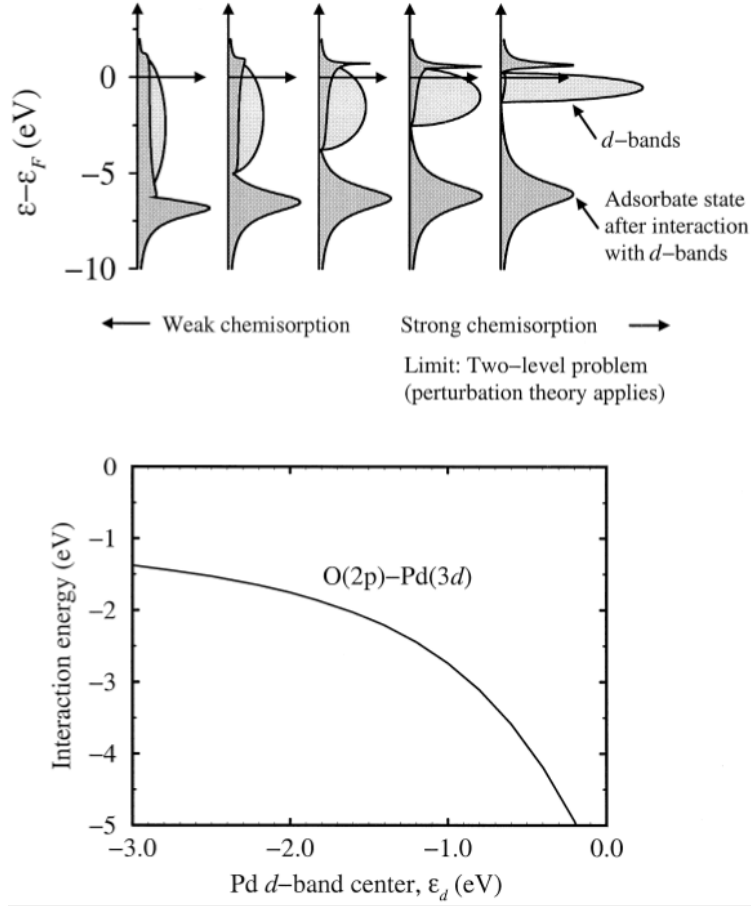 0
−5
−10
ε−εF (eV)
d−bands
Adsorbate state
after interaction
with d−bands
Weak chemisorption
Strong chemisorption
Limit: Two−level problem
(perturbation theory applies)
0
−1
−2
−3
−4
−5
Interaction energy (eV)
O(2p)−Pd(3d)
−3.0
−2.0
−1.0
0.0
Pd d−band center, εd (eV)